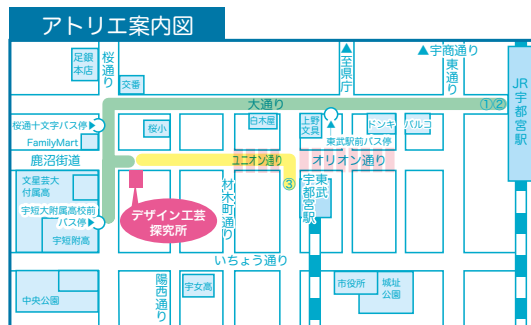 アトリエ案内図
足銀
本店
桜通り
交番
▲至県庁
▲宇商通り
東通り
JR宇都宮駅
大通り
①②
桜通十文字バス停▶
FamilyMart
桜小
白木屋
上野
文具
ドンキ
パルコ
東武駅前バス停
鹿沼街道
ユニオン通り
オリオン通り
文星芸大
付属高
③
東武
宇都宮駅
材木町通り
デザイン工芸
探究所
宇短大附属高校前
バス停▶
宇短附高
いちょう通り
中央公園
陽西通り
宇女高
市役所
城址
公園